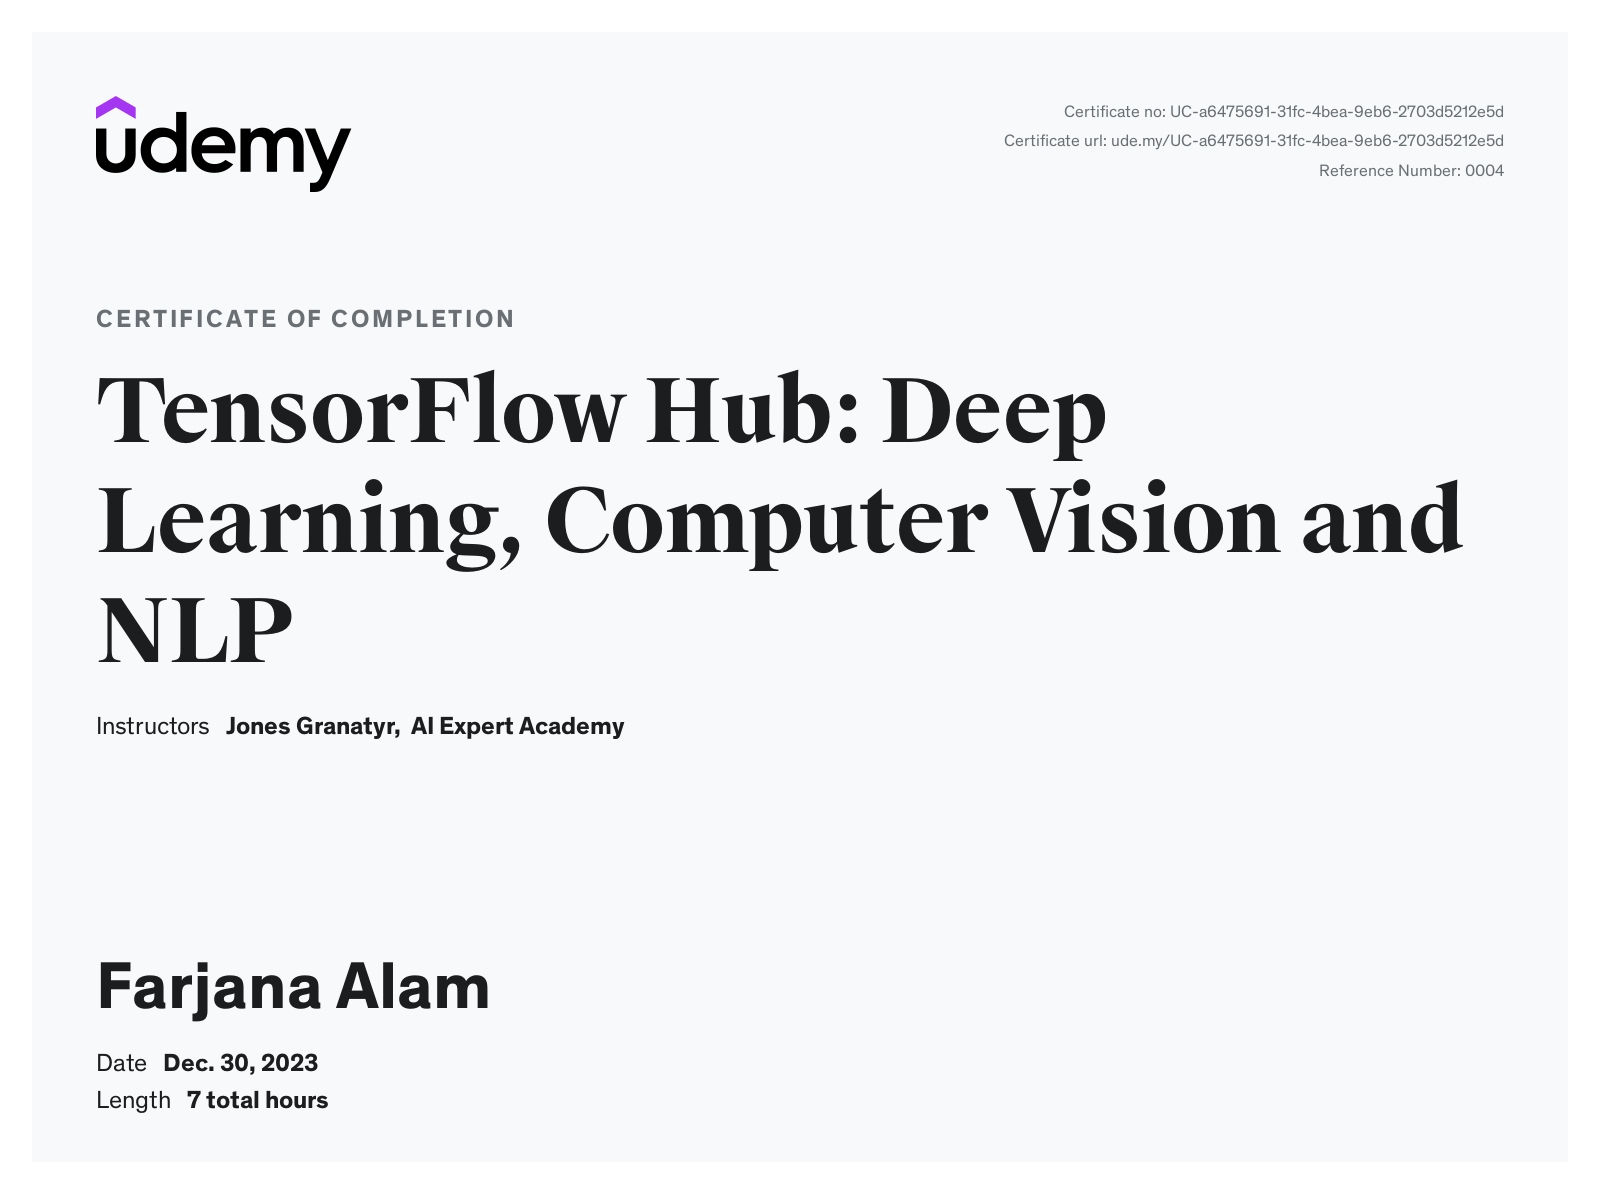 udemy
Certificate no: UC-a6475691-31fc-4bea-9eb6-2703d5212e5d
Certificate url: ude.my/UC-a6475691-31fc-4bea-9eb6-2703d5212e5d
Reference Number: 0004
CERTIFICATE OF COMPLETION
TensorFlow Hub: Deep
Learning, Computer Vision and
NLP
Instructors Jones Granatyr, AI Expert Academy
Farjana Alam
Date Dec. 30, 2023
Length 7 total hours